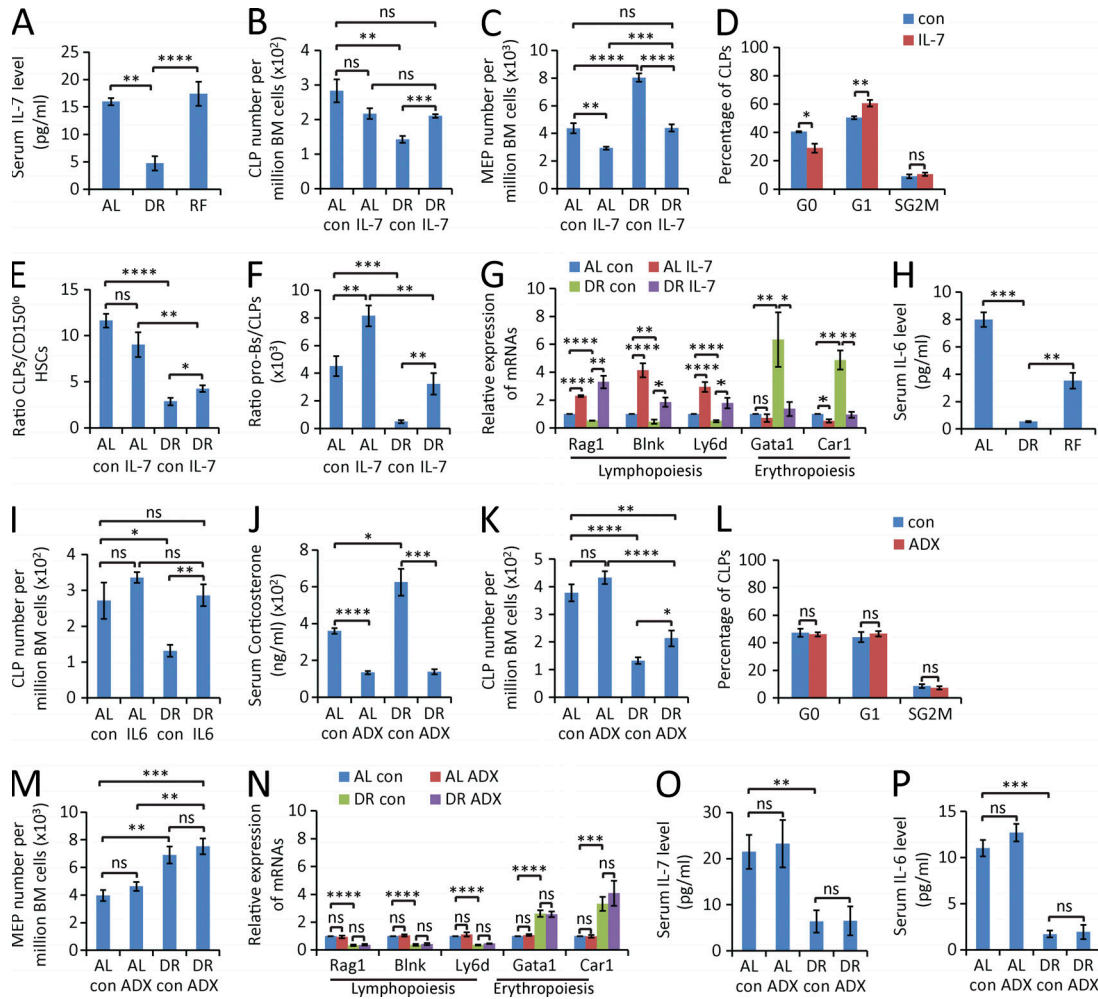 A
Serum IL-7 level
(pg/ml)
25
20
15
10
5
0
** ****
AL DR RF
B
CLP number per
million BM cells (x10²)
5
4
3
2
1
0
ns
**
ns ns
***
AL AL DR DR
con IL-7 con IL-7
C
MEP number per
million BM cells (x10³)
10
8
6
4
2
0
ns
***
**** ****
**
AL AL DR DR
con IL-7 con IL-7
D
con
IL-7
Percentage of CLPs
100
80
60
40
20
0
* ** ns
G0 G1 SG2M
E
Ratio CLPs/CD150ˡᵒ
HSCs
15
10
5
0
****
ns
**
*
AL AL DR DR
con IL-7 con IL-7
F
Ratio pro-Bs/CLPs
(x10³)
10
8
6
4
2
0
***
** **
**
AL AL DR DR
con IL-7 con IL-7
G
AL con AL IL-7
DR con DR IL-7
Relative expression
of mRNAs
10
8
6
4
2
0
**** ** **** ** * **** **
** **** * **** * ns *
****
Rag1 Blnk Ly6d Gata1 Car1
Lymphopoiesis Erythropoiesis
H
Serum IL-6 level
(pg/ml)
10
8
6
4
2
0
***
**
AL DR RF
I
CLP number per
million BM cells (x10²)
4
3
2
1
0
ns
*
ns ns
**
AL AL DR DR
con IL6 con IL6
J
Serum Corticosterone
(ng/ml) (x10²)
8
6
4
2
0
*
***
****
AL AL DR DR
con ADX con ADX
K
CLP number per
million BM cells (x10²)
5
4
3
2
1
0
**
****
ns ****
*
AL AL DR DR
con ADX con ADX
L
con
ADX
Percentage of CLPs
100
80
60
40
20
0
ns ns ns
G0 G1 SG2M
M
MEP number per
million BM cells (x10³)
10
8
6
4
2
0
***
**
** ns
ns
AL AL DR DR
con ADX con ADX
N
AL con AL ADX
DR con DR ADX
Relative expression
of mRNAs
10
8
6
4
2
0
**** **** **** **** ***
ns ns ns ns ns ns ns ns ns ns
Rag1 Blnk Ly6d Gata1 Car1
Lymphopoiesis Erythropoiesis
O
Serum IL-7 level
(pg/ml)
30
20
10
0
**
ns
ns
AL AL DR DR
con ADX con ADX
P
Serum IL-6 level
(pg/ml)
15
10
5
0
***
ns
ns
AL AL DR DR
con ADX con ADX